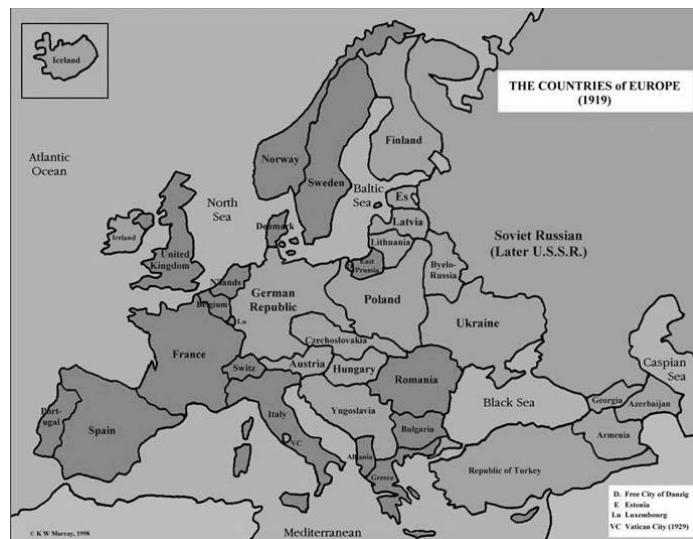 Iceland
THE COUNTRIES of EUROPE
(1919)
Atlantic
Ocean
North
Sea
Norway
Sweden
Finland
Baltic
Sea
Es
Latvia
Lithuania
Denmark
Ireland
United
Kingdom
Soviet Russian
(Later U.S.S.R.)
East
Prussia
Byelo-
Russia
N'lands
Belgium
La
German
Republic
Poland
Ukraine
Czechoslovakia
France
Switz
Austria
Hungary
Romania
Caspian
Sea
Black Sea
Georgia
Azerbaijan
Armenia
Port-
ugal
Spain
Italy
VC
Yugoslavia
Bulgaria
Albania
Greece
Republic of Turkey
Mediterranean
D. Free City of Danzig
E Estonia
La Luxembourg
VC Vatican City (1929)
© K W Murray, 1998